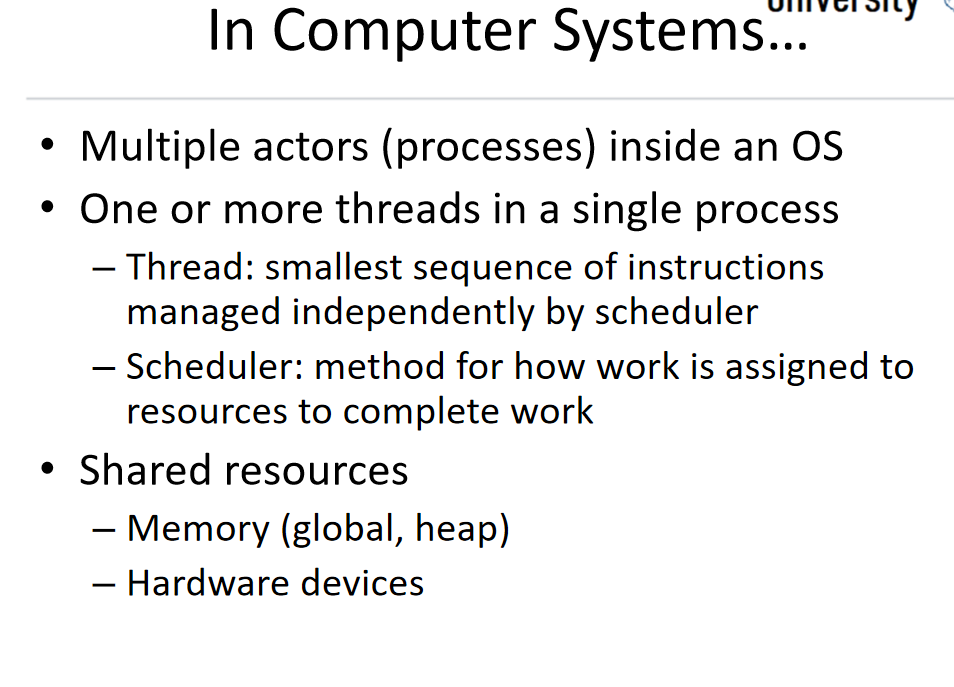 University
In Computer Systems...
• Multiple actors (processes) inside an OS
• One or more threads in a single process
– Thread: smallest sequence of instructions
managed independently by scheduler
– Scheduler: method for how work is assigned to
resources to complete work
• Shared resources
– Memory (global, heap)
– Hardware devices